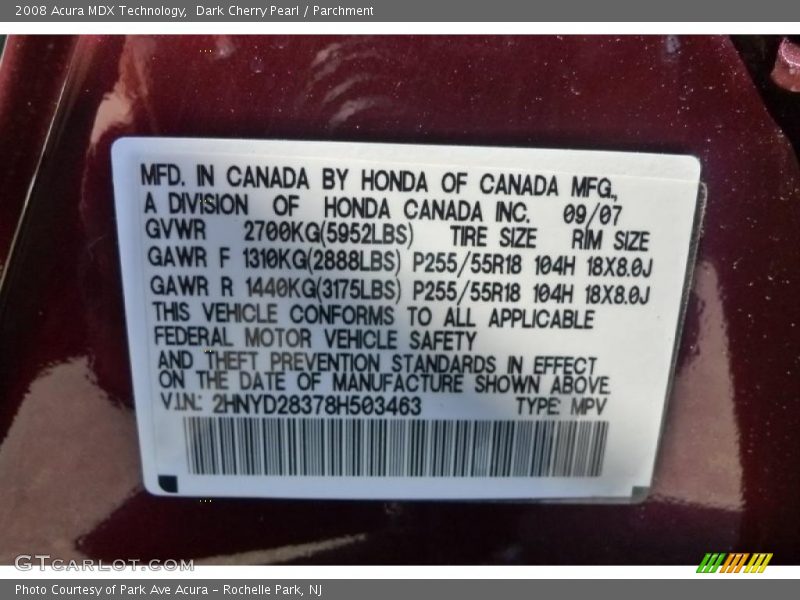 2008 Acura MDX Technology,  Dark Cherry Pearl / Parchment
MFD. IN CANADA BY HONDA OF CANADA MFG.,
A DIVISION OF HONDA CANADA INC. 09/07
GVWR 2700KG(5952LBS) TIRE SIZE RIM SIZE
GAWR F 1310KG(2888LBS) P255/55R18 104H 18X8.0J
GAWR R 1440KG(3175LBS) P255/55R18 104H 18X8.0J
THIS VEHICLE CONFORMS TO ALL APPLICABLE
FEDERAL MOTOR VEHICLE SAFETY
AND THEFT PREVENTION STANDARDS IN EFFECT
ON THE DATE OF MANUFACTURE SHOWN ABOVE
V.I.N.: 2HNYD28378H503463 TYPE: MPV
GTCARLOT.COM
Photo Courtesy of Park Ave Acura - Rochelle Park, NJ